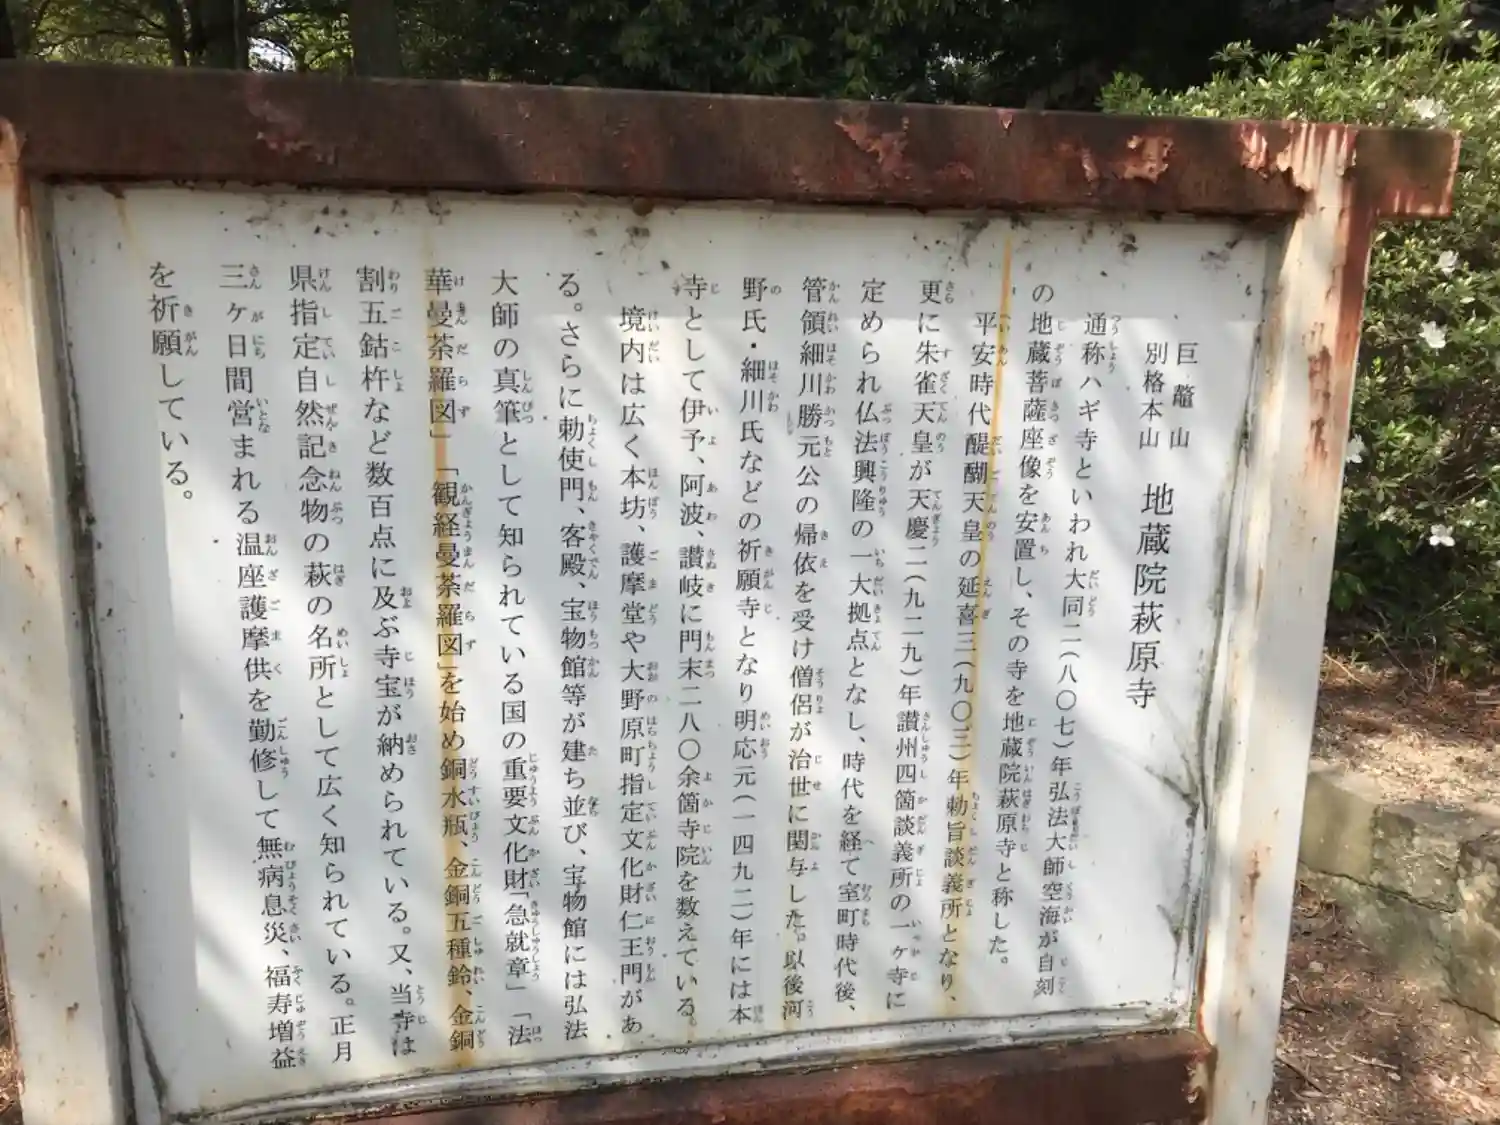 巨鼇山
別格本山 地蔵院萩原寺
通称ハギ寺といわれ大同二(八〇七)年弘法大師空海が自刻
の地蔵菩薩座像を安置し、その寺を地蔵院萩原寺と称した。
平安時代醍醐天皇の延喜三(九〇三)年勅旨談義所となり、
更に朱雀天皇が天慶二(九二九)年讃州四箇談義所の一ヶ寺に
定められ仏法興隆の一大拠点となし、時代を経て室町時代後、
管領細川勝元公の帰依を受け僧侶が治世に関与した。以後河
野氏・細川氏などの祈願寺となり明応元(一四九二)年には本
寺として伊予、阿波、讃岐に門末二八〇余箇寺院を数えている。
境内は広く本坊、護摩堂や大野原町指定文化財仁王門があ
る。さらに勅使門、客殿、宝物館等が建ち並び、宝物館には弘法
大師の真筆として知られている国の重要文化財「急就章」「法
華曼荼羅図」「観経曼荼羅図」を始め銅水瓶、金銅五種鈴、金銅
割五鈷杵など数百点に及ぶ寺宝が納められている。又、当寺は
県指定自然記念物の萩の名所として広く知られている。正月
三ヶ日間営まれる温座護摩供を勤修して無病息災、福寿増益
を祈願している。